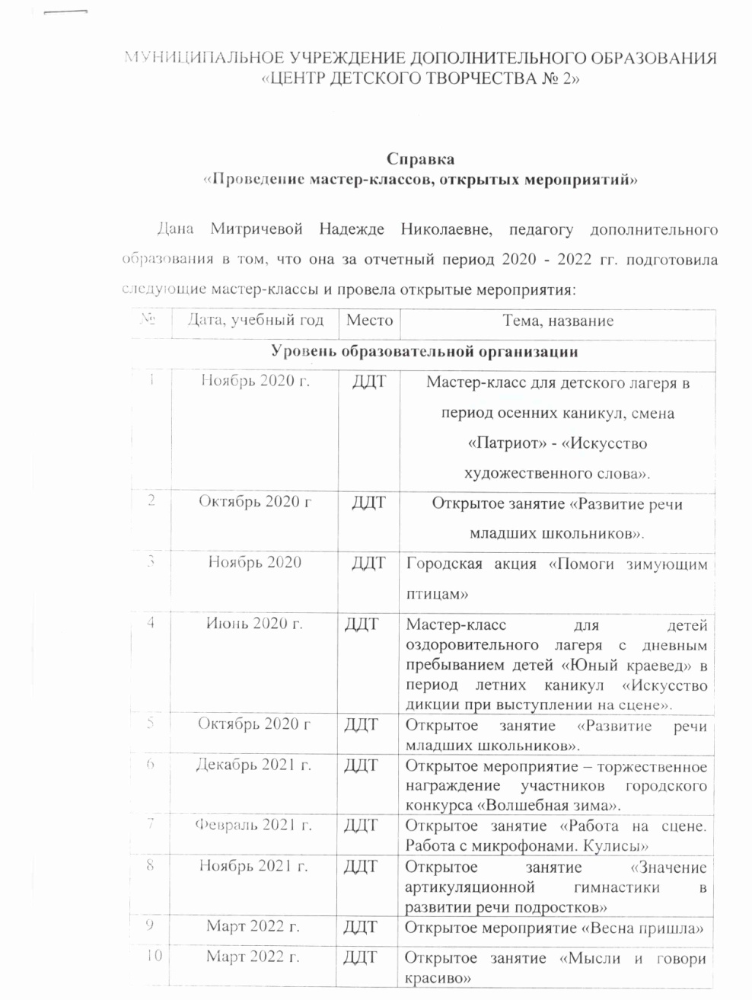 МУНИЦИПАЛЬНОЕ УЧРЕЖДЕНИЕ ДОПОЛНИТЕЛЬНОГО ОБРАЗОВАНИЯ
«ЦЕНТР ДЕТСКОГО ТВОРЧЕСТВА № 2»
Справка
«Проведение мастер-классов, открытых мероприятий»
Дана Митричевой Надежде Николаевне, педагогу дополнительного
образования в том, что она за отчетный период 2020 - 2022 гг. подготовила
следующие мастер-классы и провела открытые мероприятия:
№ Дата, учебный год Место Тема, название
Уровень образовательной организации
1 Ноябрь 2020 г. ДДТ Мастер-класс для детского лагеря в
период осенних каникул, смена
«Патриот» - «Искусство
художественного слова».
2 Октябрь 2020 г ДДТ Открытое занятие «Развитие речи
младших школьников».
3 Ноябрь 2020 ДДТ Городская акция «Помоги зимующим
птицам»
4 Июнь 2020 г. ДДТ Мастер-класс для детей
оздоровительного лагеря с дневным
пребыванием детей «Юный краевед» в
период летних каникул «Искусство
дикции при выступлении на сцене».
5 Октябрь 2020 г ДДТ Открытое занятие «Развитие речи
младших школьников».
6 Декабрь 2021 г. ДДТ Открытое мероприятие – торжественное
награждение участников городского
конкурса «Волшебная зима».
7 Февраль 2021 г. ДДТ Открытое занятие «Работа на сцене.
Работа с микрофонами. Кулисы»
8 Ноябрь 2021 г. ДДТ Открытое занятие «Значение
артикуляционной гимнастики в
развитии речи подростков»
9 Март 2022 г. ДДТ Открытое мероприятие «Весна пришла»
10 Март 2022 г. ДДТ Открытое занятие «Мысли и говори
красиво»